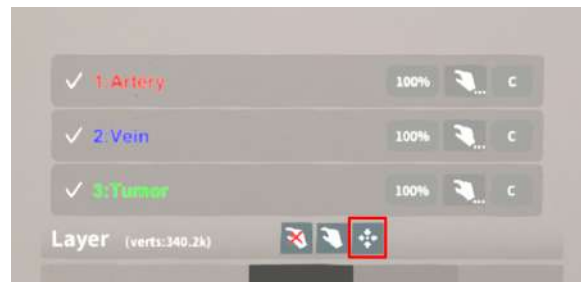 1:Artery 100% ... C
2:Vein 100% ... C
3:Tumor 100% ... C
Layer (verts:340.2k)